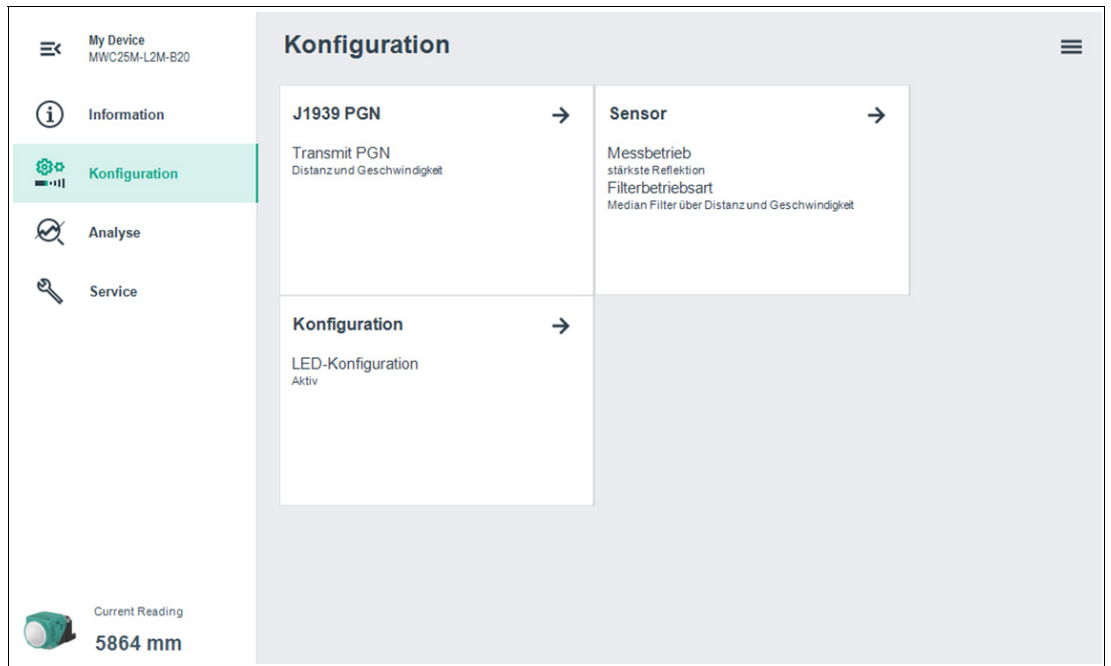 My Device
MWC25M-L2M-B20
Information
Konfiguration
Analyse
Service
Current Reading
5864 mm
Konfiguration
J1939 PGN
Transmit PGN
Distanz und Geschwindigkeit
Sensor
Messbetrieb
stärkste Reflektion
Filterbetriebsart
Median Filter über Distanz und Geschwindigkeit
Konfiguration
LED-Konfiguration
Aktiv